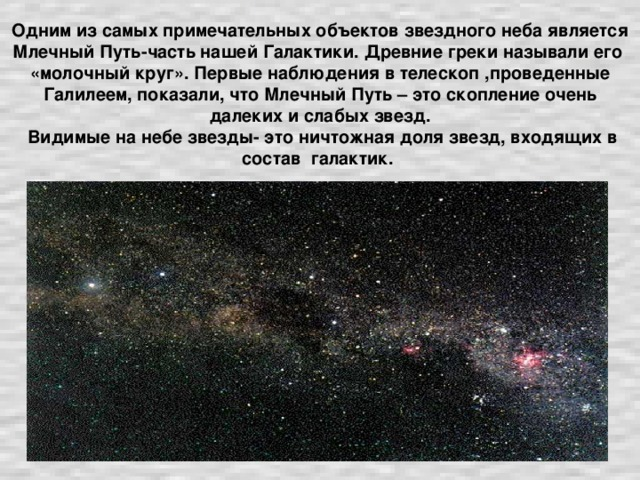 Одним из самых примечательных объектов звездного неба является
Млечный Путь-часть нашей Галактики. Древние греки называли его
«молочный круг». Первые наблюдения в телескоп ,проведенные
Галилеем, показали, что Млечный Путь – это скопление очень
далеких и слабых звезд.
Видимые на небе звезды- это ничтожная доля звезд, входящих в
состав галактик.